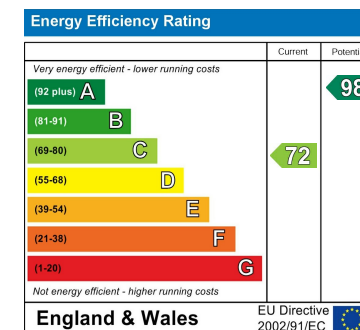 Energy Efficiency Rating
Current
Very energy efficient - lower running costs
(92 plus) A
98
(81-91) B
(69-80) C
72
(55-68) D
(39-54) E
(21-38) F
(1-20) G
Not energy efficient - higher running costs
England & Wales
EU Directive
2002/91/EC